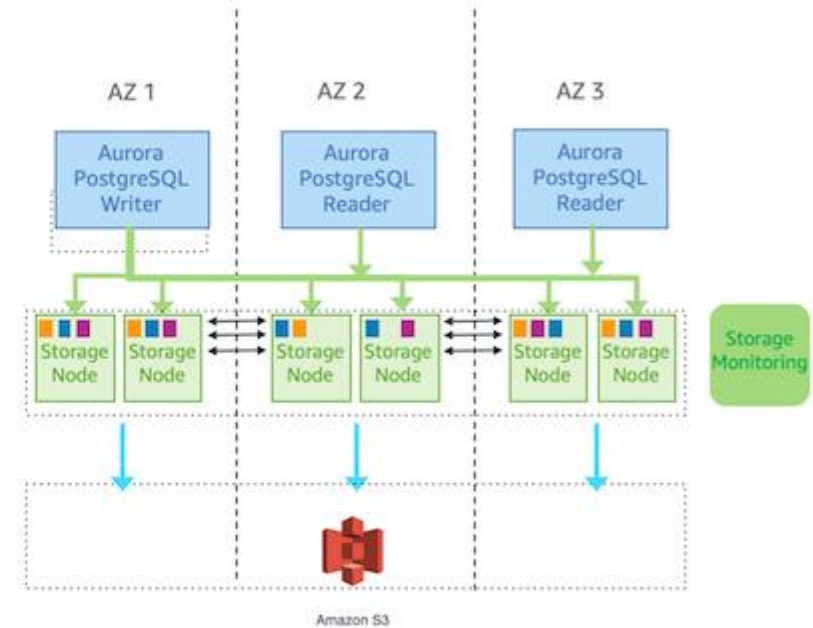 AZ 1
AZ 2
AZ 3
Aurora
PostgreSQL
Writer
Aurora
PostgreSQL
Reader
Aurora
PostgreSQL
Reader
Storage
Node
Storage
Node
Storage
Node
Storage
Node
Storage
Node
Storage
Node
Storage
Monitoring
Amazon S3